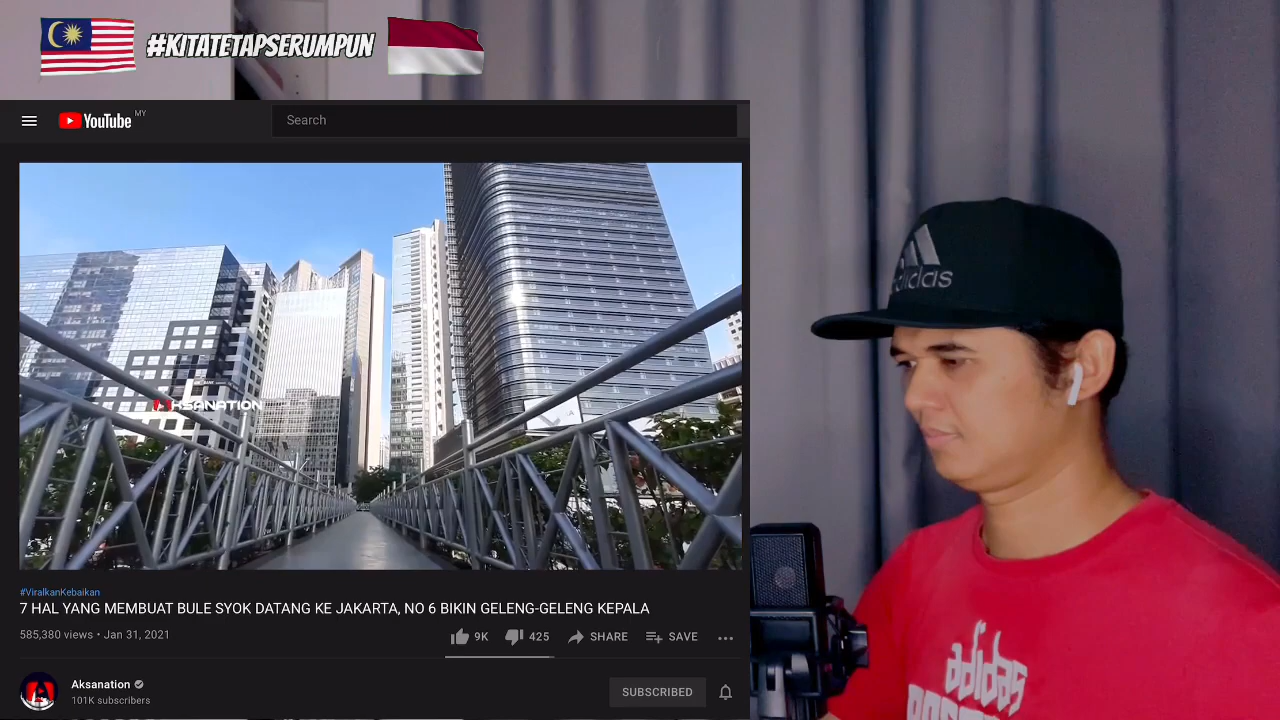 #KITATETAPSERUMPUN
YouTube MY
Search
AKSANATION
#ViralkanKebaikan
7 HAL YANG MEMBUAT BULE SYOK DATANG KE JAKARTA, NO 6 BIKIN GELENG-GELENG KEPALA
585,380 views • Jan 31, 2021
9K 425 SHARE SAVE
Aksanation
101K subscribers
SUBSCRIBED
adidas
adidas